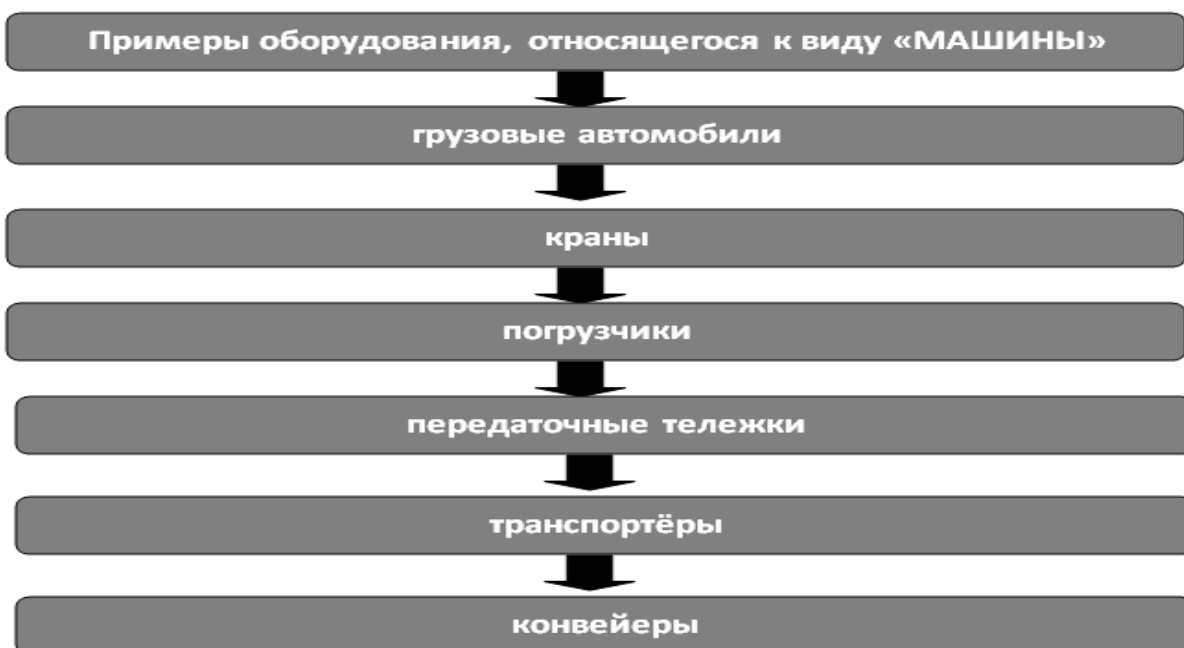 Примеры оборудования, относящегося к виду «МАШИНЫ»
грузовые автомобили
краны
погрузчики
передаточные тележки
транспортёры
конвейеры